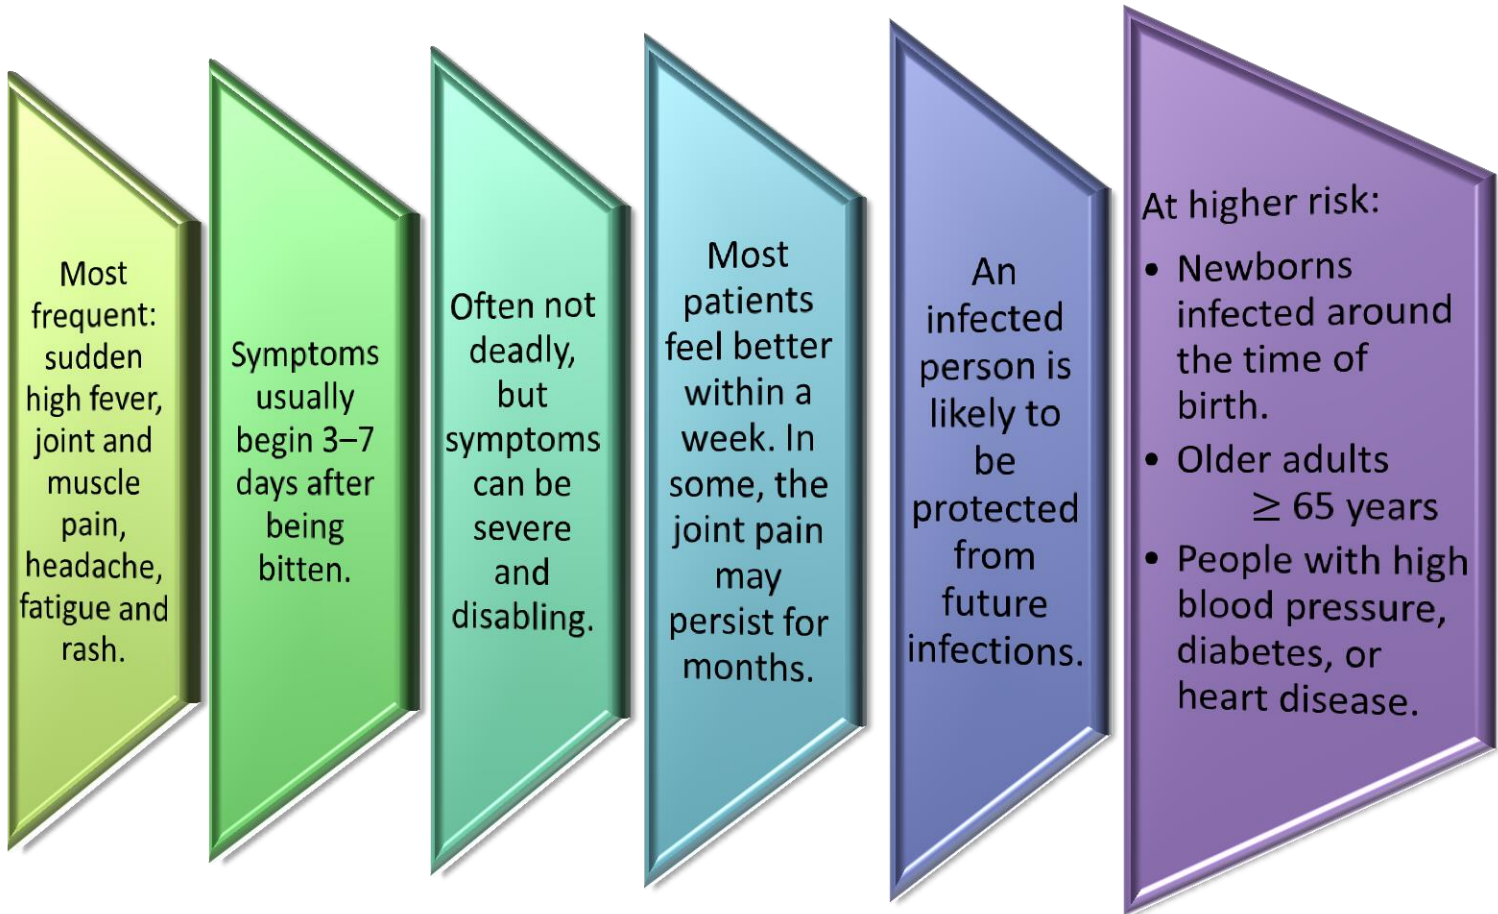 Most
frequent:
sudden
high fever,
joint and
muscle
pain,
headache,
fatigue and
rash.
Symptoms
usually
begin 3–7
days after
being
bitten.
Often not
deadly,
but
symptoms
can be
severe
and
disabling.
Most
patients
feel better
within a
week. In
some, the
joint pain
may
persist for
months.
An
infected
person is
likely to
be
protected
from
future
infections.
At higher risk:
• Newborns
infected around
the time of
birth.
• Older adults
≥ 65 years
• People with high
blood pressure,
diabetes, or
heart disease.